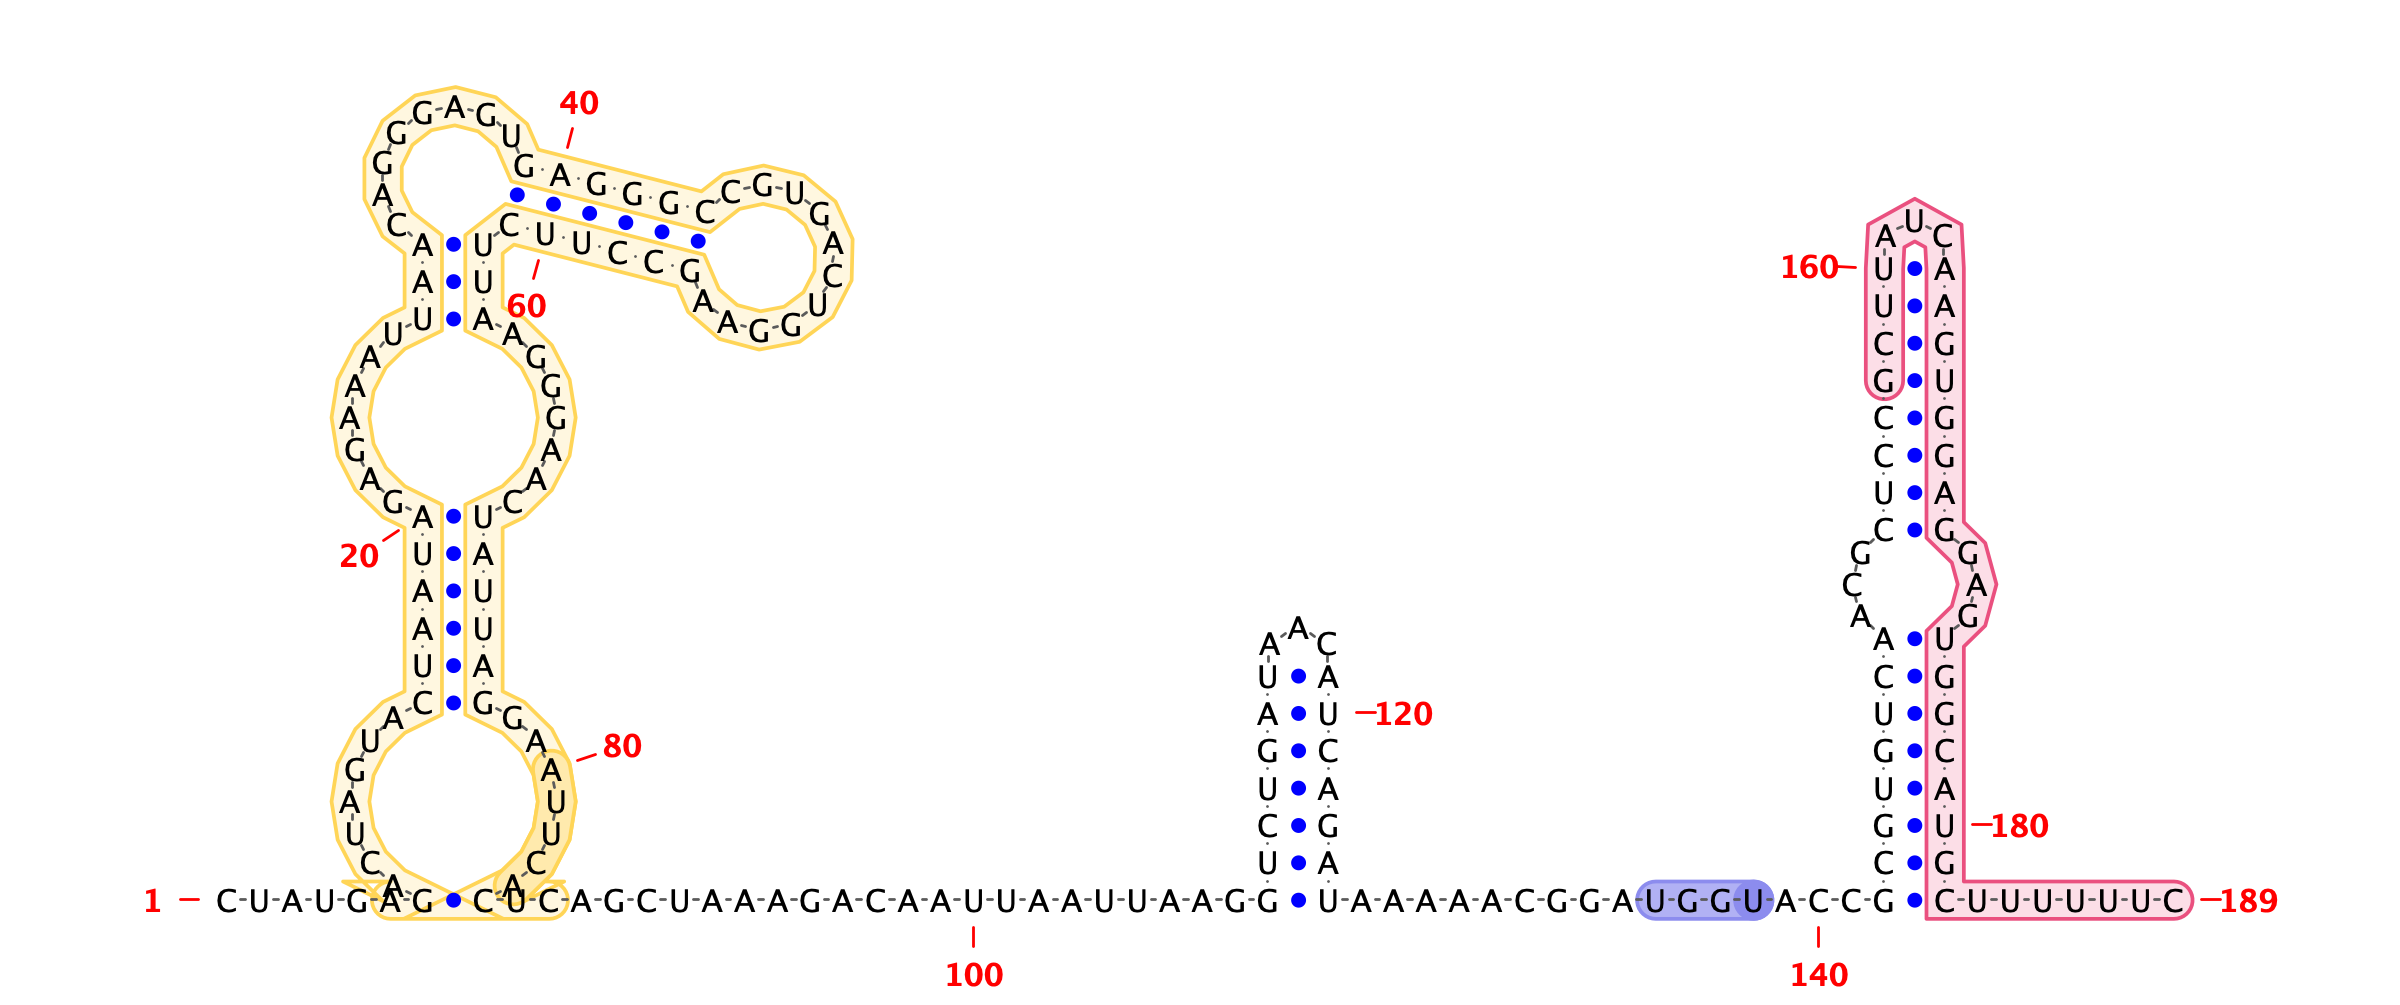 1
C-U-A-U-G-A-G
A-C-U-A-G-U-A-C
U·A·A·U·A
20
G-A-G-A-A-A-U
U·A·A
C-A-G-G-G-A-G-U
G·A·G·G·G·C
40
C-G-U-G-A-C-U-G-G-A-A
G·C·C·U·U·C
60
U·U·A
A-G-G-G-A-A-C
U·A·U·U·A·G
G-A-A-U-U-C-A
80
C-U-C-A-G-C-U-A-A-A-G-A-C-A-A-U-U-A-A-U-U-A-A-G-G
100
U·C·U·G·A·U
A-A-C
A·U·C·A·G·A
120
U-A-A-A-A-A-C-G-G-A-U-G-G-U-A-C-C-G
140
C·G·U·G·U·C·A
A-C-G
C·U·C·C·G·C·U·U
160
A-U-C
A·A·G·U·G·G·A·G
G-A-G
U·G·G·C·A·U·G
180
C-U-U-U-U-U-U-C
189